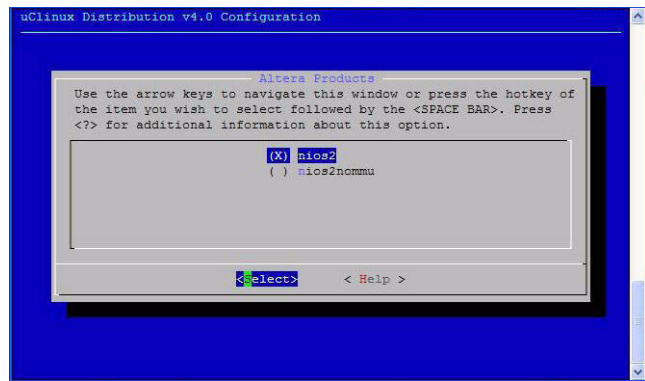 uClinux Distribution v4.0 Configuration
Altera Products
Use the arrow keys to navigate this window or press the hotkey of
the item you wish to select followed by the <SPACE BAR>. Press
<?> for additional information about this option.
(X) nios2
( ) nios2nommu
<Select> < Help >